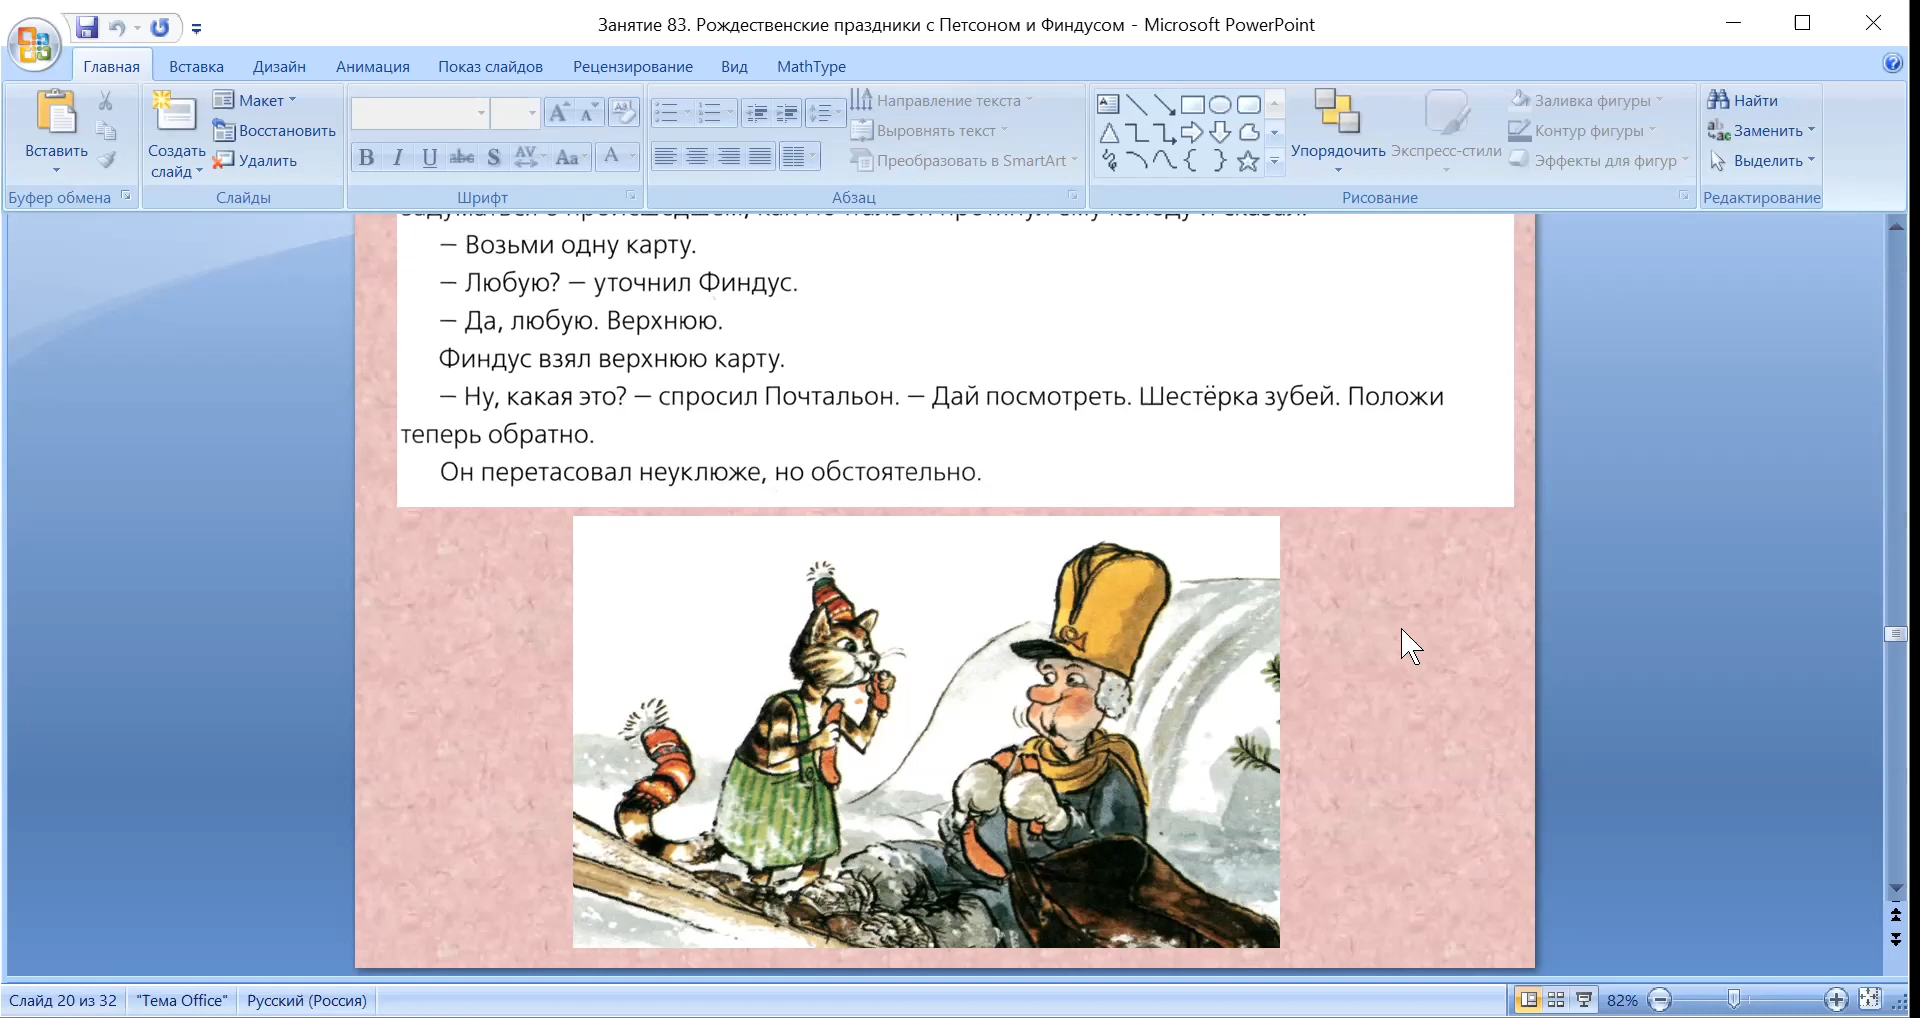 Занятие 83. Рождественские праздники с Петсоном и Финдусом - Microsoft PowerPoint
Главная Вставка Дизайн Анимация Показ слайдов Рецензирование Вид MathType
Вставить
Буфер обмена
Создать слайд
Макет
Восстановить
Удалить
Слайды
Шрифт
Направление текста
Выровнять текст
Преобразовать в SmartArt
Абзац
Упорядочить
Экспресс-стили
Заливка фигуры
Контур фигуры
Эффекты для фигур
Рисование
Найти
Заменить
Выделить
Редактирование
— Возьми одну карту.
— Любую? — уточнил Финдус.
— Да, любую. Верхнюю.
Финдус взял верхнюю карту.
— Ну, какая это? — спросил Почтальон. — Дай посмотреть. Шестёрка зубей. Положи
теперь обратно.
Он перетасовал неуклюже, но обстоятельно.
Слайд 20 из 32 "Тема Office" Русский (Россия) 82%